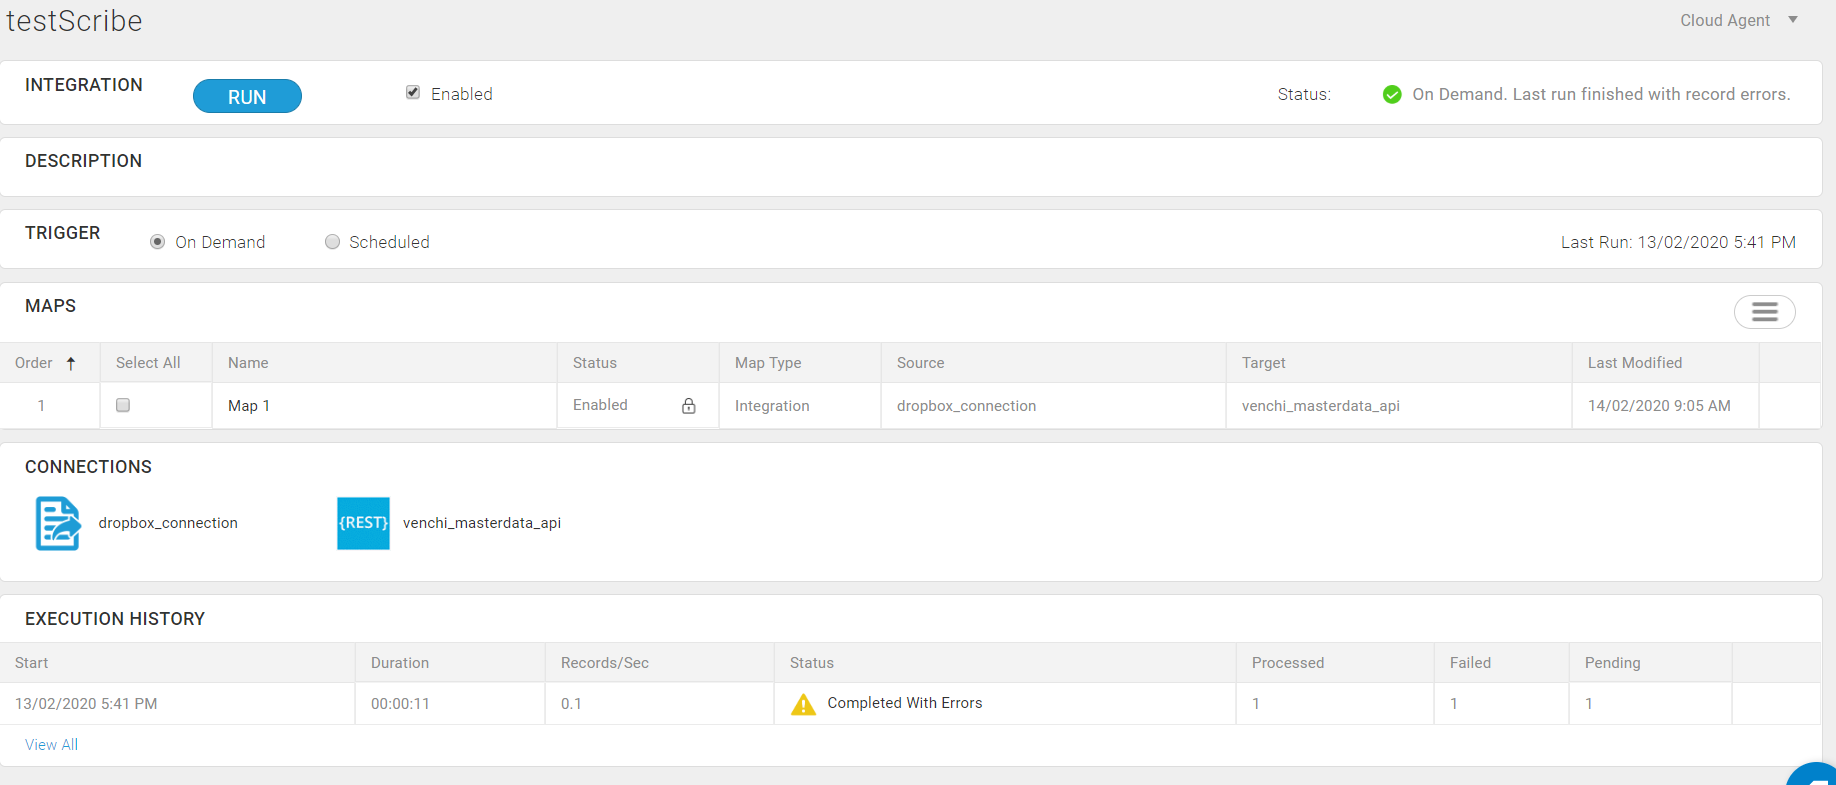 testScribe
Cloud Agent
INTEGRATION
RUN
Enabled
Status:
On Demand. Last run finished with record errors.
DESCRIPTION
TRIGGER
On Demand
Scheduled
Last Run: 13/02/2020 5:41 PM
MAPS
Order Select All Name Status Map Type Source Target Last Modified
1 Map 1 Enabled Integration dropbox_connection venchi_masterdata_api 14/02/2020 9:05 AM
CONNECTIONS
dropbox_connection
{REST}
venchi_masterdata_api
EXECUTION HISTORY
Start Duration Records/Sec Status Processed Failed Pending
13/02/2020 5:41 PM 00:00:11 0.1 Completed With Errors 1 1 1
View All